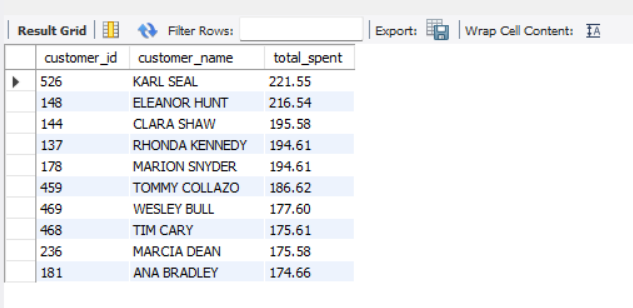 Result Grid Filter Rows: Export: Wrap Cell Content: IA
customer_id customer_name total_spent
526 KARL SEAL 221.55
148 ELEANOR HUNT 216.54
144 CLARA SHAW 195.58
137 RHONDA KENNEDY 194.61
178 MARION SNYDER 194.61
459 TOMMY COLLAZO 186.62
469 WESLEY BULL 177.60
468 TIM CARY 175.61
236 MARCIA DEAN 175.58
181 ANA BRADLEY 174.66